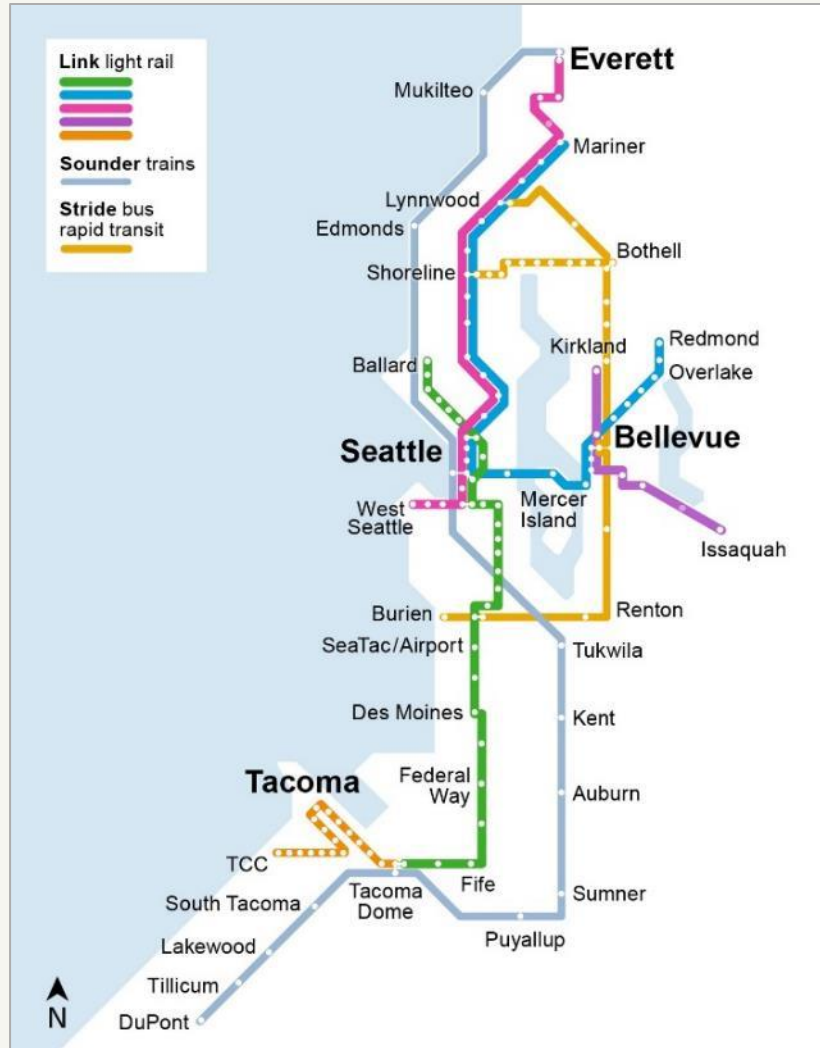 Link light rail
Sounder trains
Stride bus
rapid transit
Everett
Mukilteo
Mariner
Lynnwood
Edmonds
Bothell
Shoreline
Kirkland
Redmond
Ballard
Overlake
Seattle
Bellevue
West
Seattle
Mercer
Island
Issaquah
Burien
Renton
SeaTac/Airport
Tukwila
Des Moines
Kent
Tacoma
Federal
Way
Auburn
TCC
Tacoma
Dome
Fife
Sumner
South Tacoma
Puyallup
Lakewood
Tillicum
DuPont
N